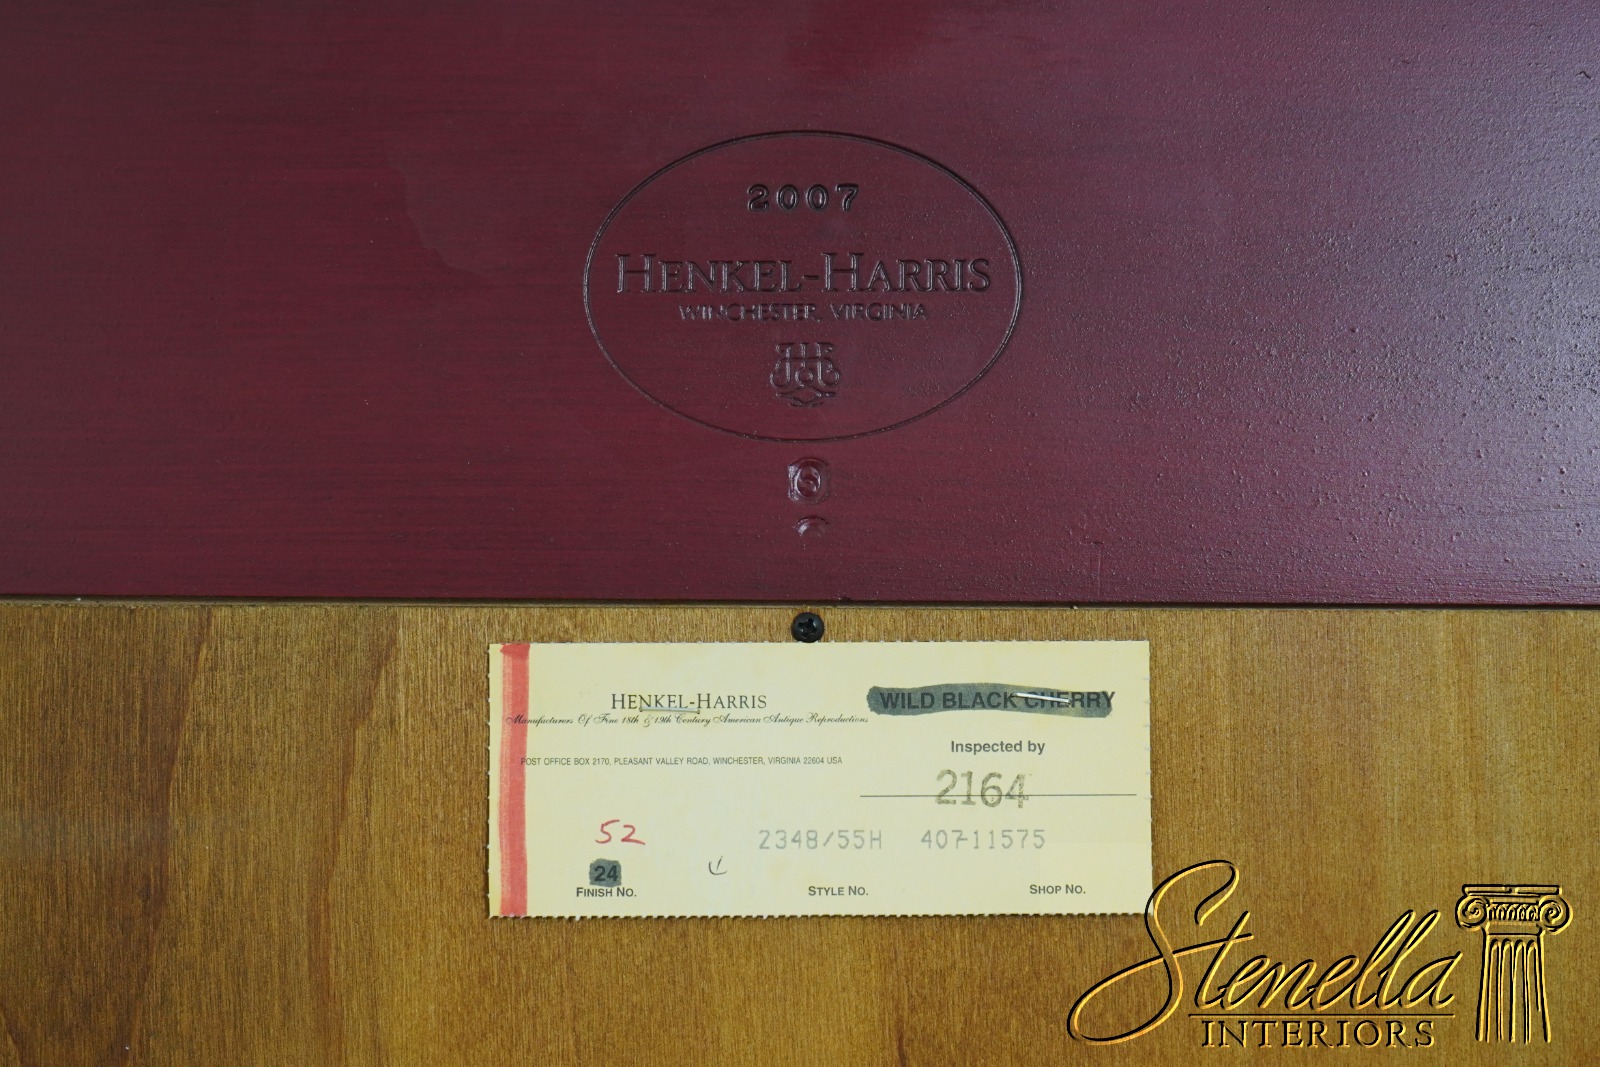 2007
HENKEL-HARRIS
WINCHESTER, VIRGINIA
S
HENKEL-HARRIS
Manufacturers Of Fine 18th & 19th Century American Antique Reproductions
POST OFFICE BOX 2170, PLEASANT VALLEY ROAD, WINCHESTER, VIRGINIA 22604 USA
WILD BLACK CHERRY
Inspected by
2164
52
2348/55H 407-11575
24
FINISH NO. STYLE NO. SHOP NO.
Stenella
INTERIORS